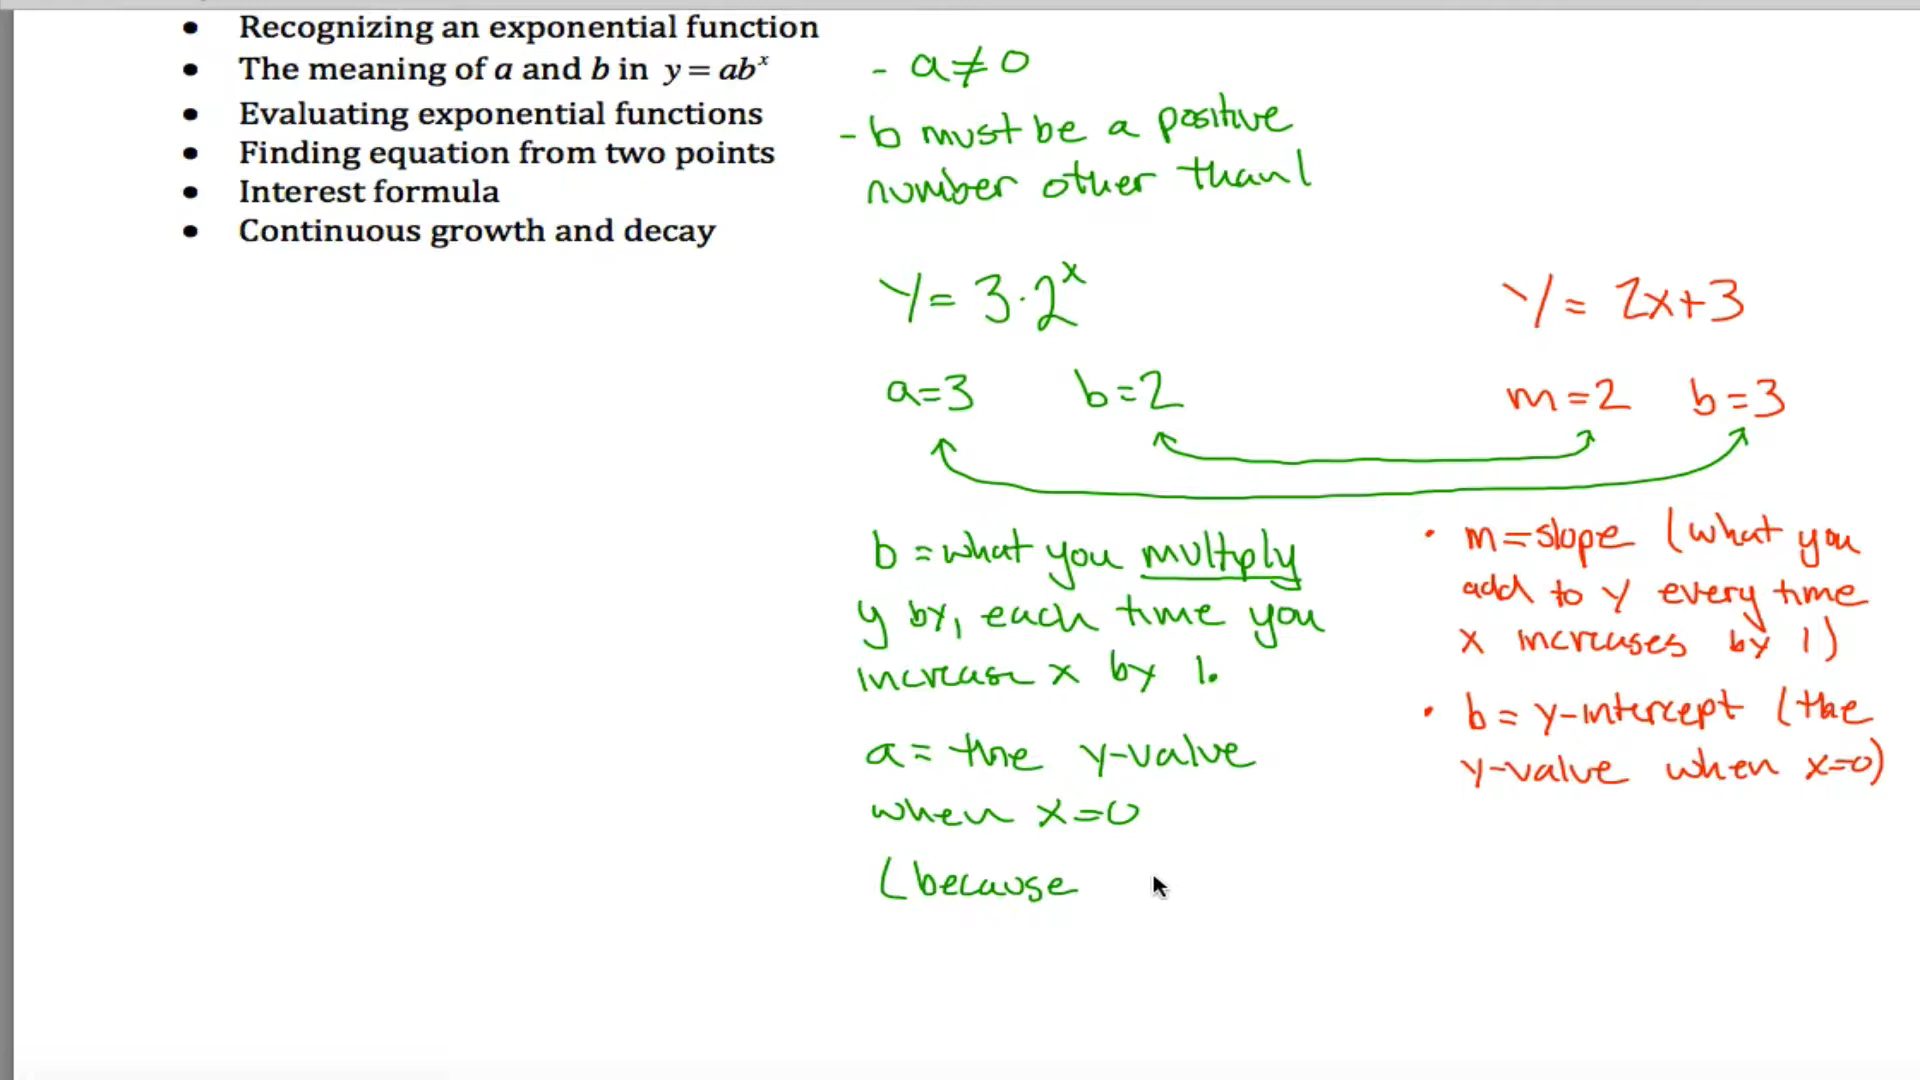 • Recognizing an exponential function
• The meaning of a and b in y = abˣ
• Evaluating exponential functions
• Finding equation from two points
• Interest formula
• Continuous growth and decay
- a ≠ 0
- b must be a positive
number other than 1
Y = 3·2ˣ
a=3 b=2
b = what you multiply
y by, each time you
increase x by 1.
a = the y-value
when x=0
(because
Y = 2x+3
m=2 b=3
• m=slope (what you
add to Y every time
x increases by 1)
• b = y-intercept (the
y-value when x=0)